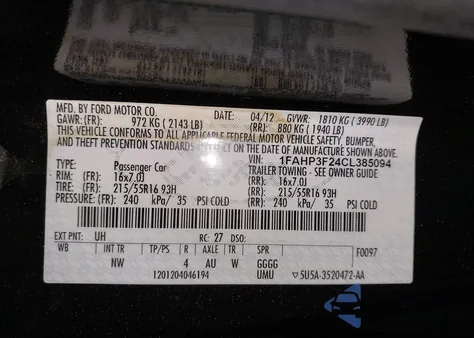 MFD. BY FORD MOTOR CO.
DATE: 04/12 GVWR: 1810 KG ( 3990 LB)
GAWR: (FR): 972 KG ( 2143 LB) (RR): 880 KG ( 1940 LB)
THIS VEHICLE CONFORMS TO ALL APPLICABLE FEDERAL MOTOR VEHICLE SAFETY, BUMPER,
AND THEFT PREVENTION STANDARDS
VIN: 1FAHP3F24CL385094
TYPE: Passenger Car TRAILER TOWING - SEE OWNER GUIDE
RIM: (FR) 16x7.0J (RR): 16x7.0J
TIRE: (FR) 215/55R16 93H (RR): 215/55R16 93H
PRESSURE: (FR) 240 kPa/ 35 PSI COLD (RR): 240 kPa/ 35 PSI COLD
EXT PNT: UH RC: 27 DSO: F0097
WB INT TR TP/PS R AXLE TR SPR
NW 4 AU W GGGG
1201204046194 UMU ▽5U5A-3520472-AA